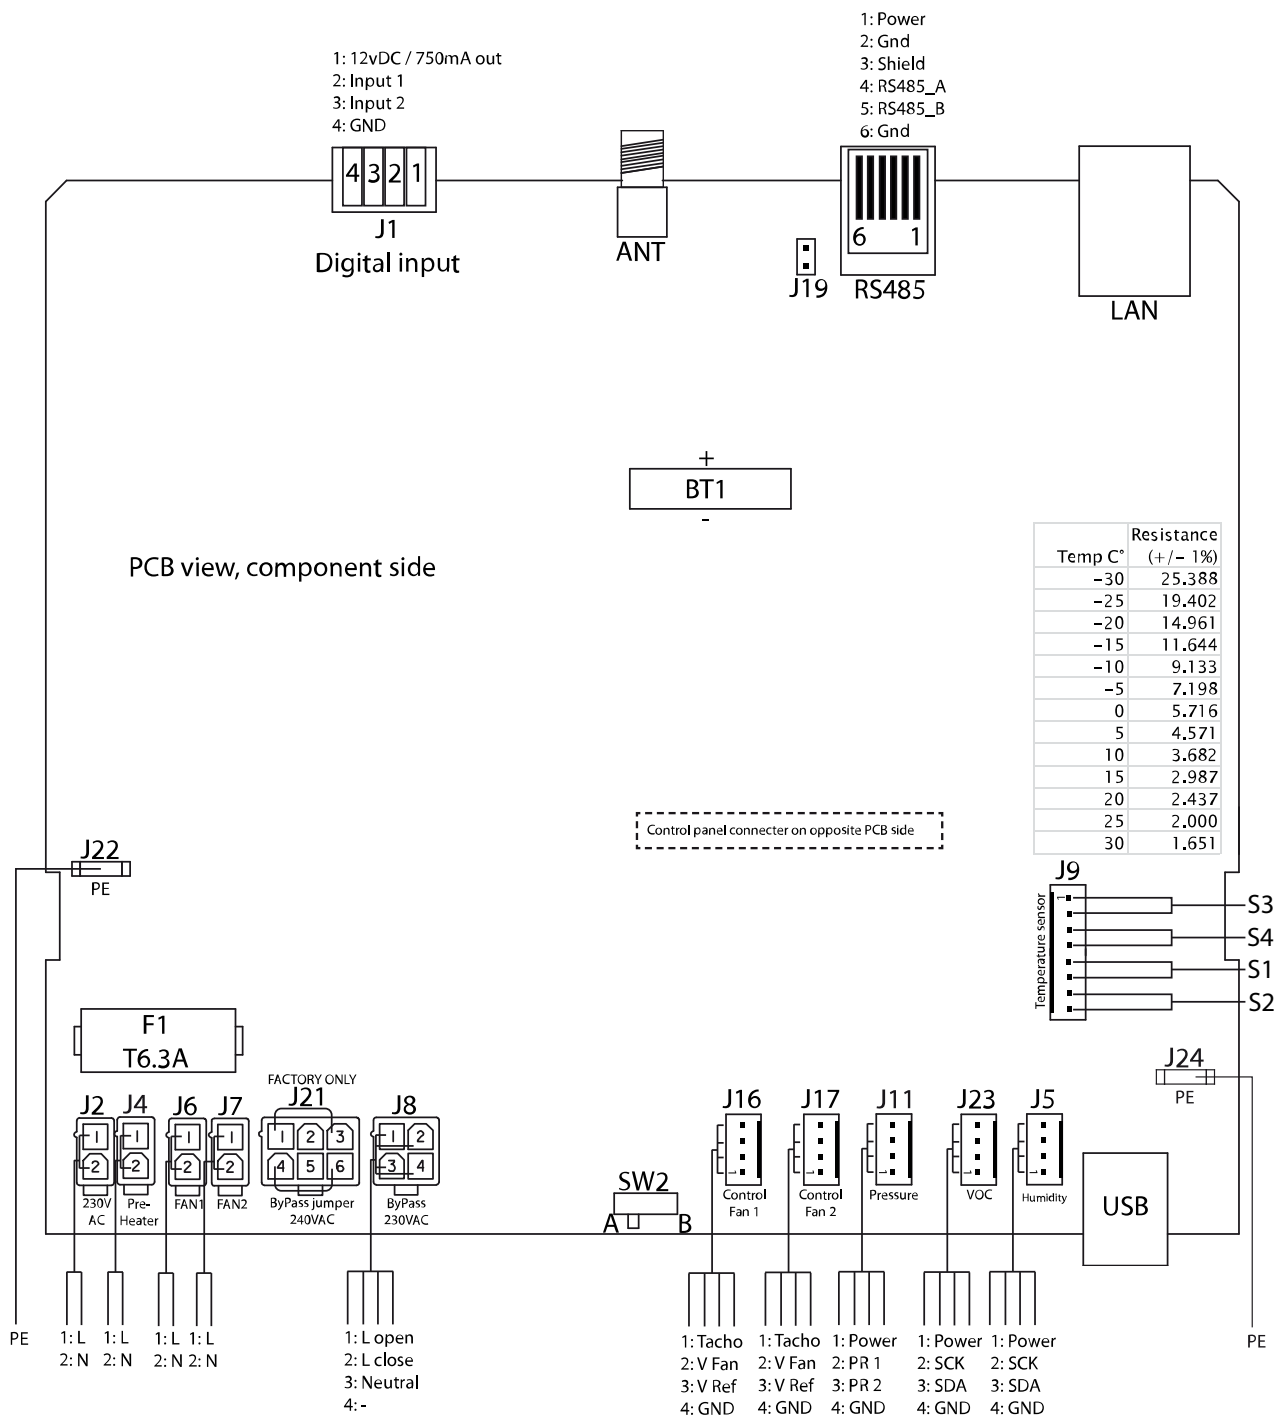 1: Power
2: Gnd
3: Shield
4: RS485_A
5: RS485_B
6: Gnd
1: 12vDC / 750mA out
2: Input 1
3: Input 2
4: GND
4 3 2 1
J1
Digital input
ANT
J19
6 1
RS485
LAN
+
BT1
-
PCB view, component side
Temp C° Resistance (+/- 1%)
-30 25.388
-25 19.402
-20 14.961
-15 11.644
-10 9.133
-5 7.198
0 5.716
5 4.571
10 3.682
15 2.987
20 2.437
25 2.000
30 1.651
Control panel connecter on opposite PCB side
J22
PE
J9
Temperature sensor
1
S3
S4
S1
S2
F1
T6.3A
J24
PE
FACTORY ONLY
J2 J4 J6 J7 J21 J8
1 1 1 1 1 2 3 1 2
2 2 2 2 4 5 6 3 4
230V AC
Pre-Heater
FAN1
FAN2
ByPass jumper
240VAC
ByPass
230VAC
J16 J17 J11 J23 J5
1 1 1 1 1
Control
Fan 1
Control
Fan 2
Pressure
VOC
Humidity
SW2
A B
USB
PE
1: L
2: N
1: L
2: N
1: L
2: N
1: L
2: N
1: L open
2: L close
3: Neutral
4: -
1: Tacho
2: V Fan
3: V Ref
4: GND
1: Tacho
2: V Fan
3: V Ref
4: GND
1: Power
2: PR 1
3: PR 2
4: GND
1: Power
2: SCK
3: SDA
4: GND
1: Power
2: SCK
3: SDA
4: GND
PE